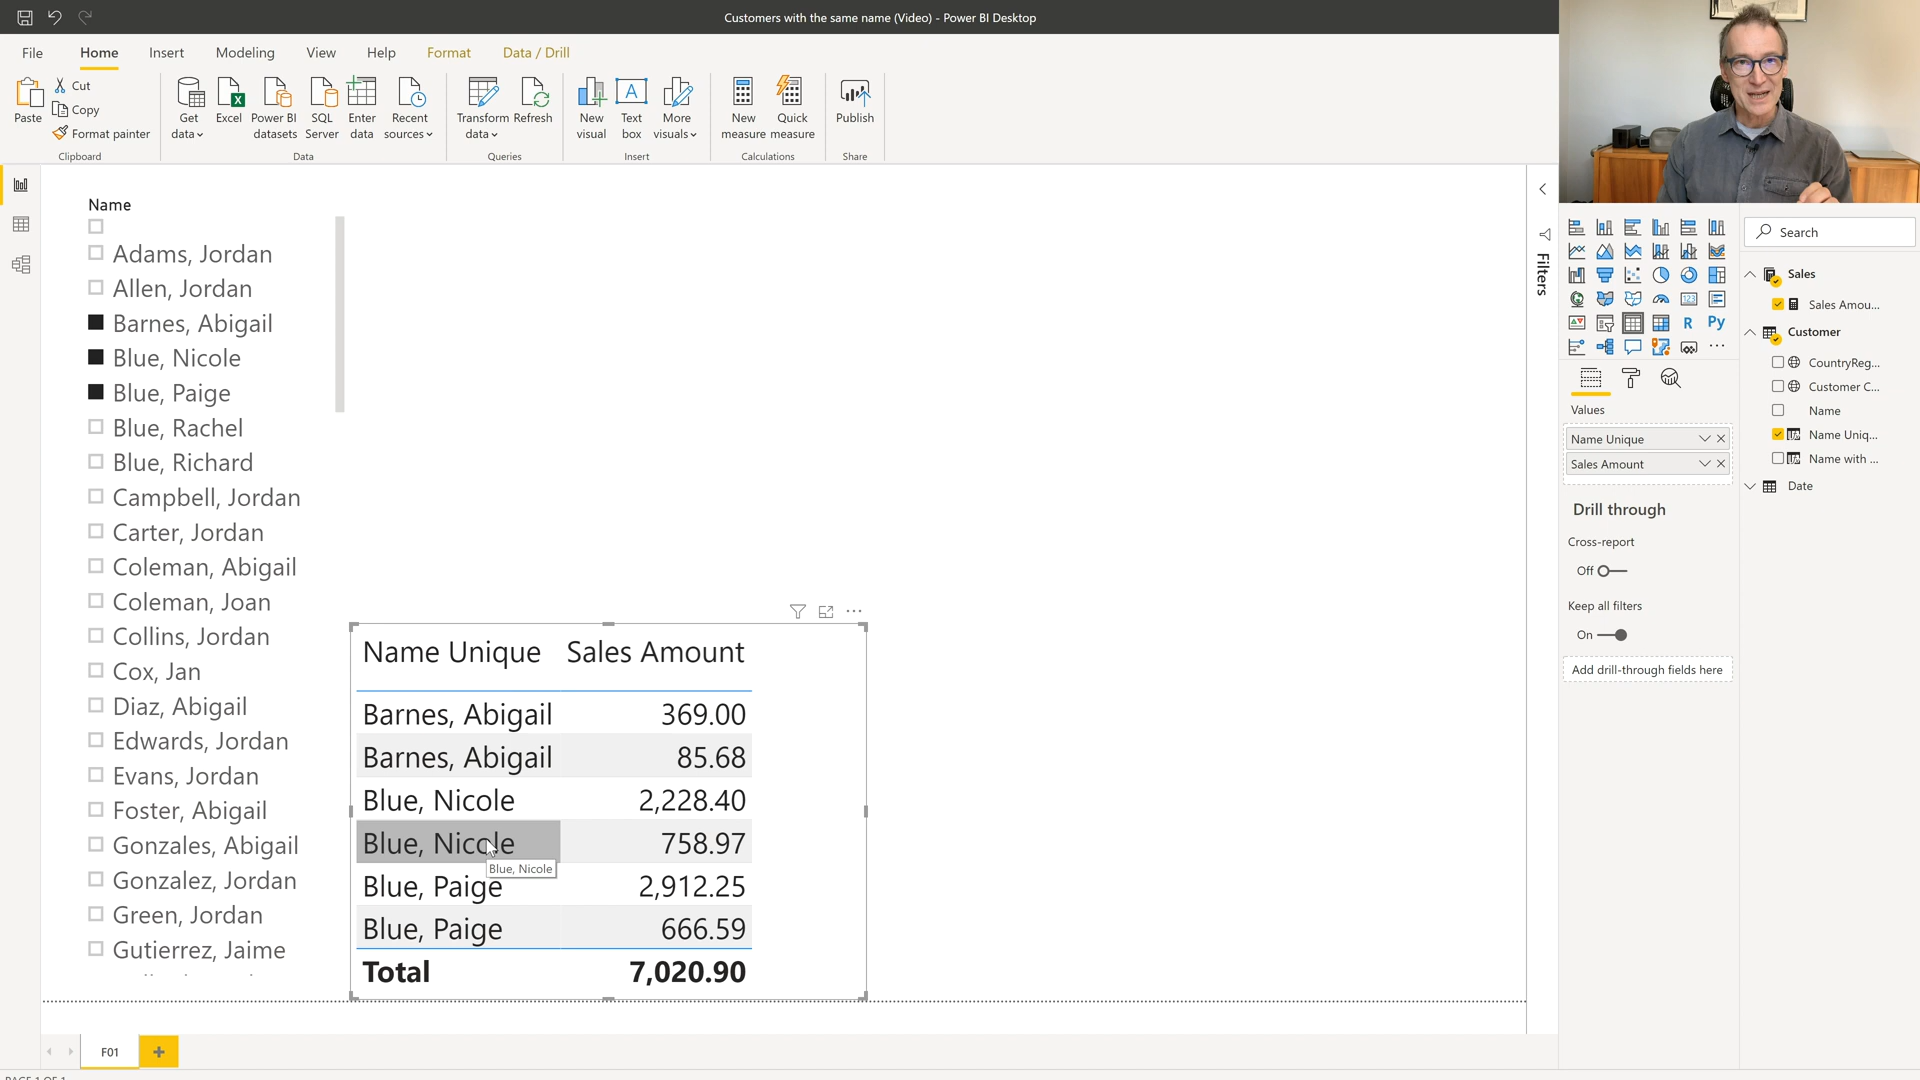 Customers with the same name (Video) - Power BI Desktop
File Home Insert Modeling View Help Format Data / Drill
Paste
Cut
Copy
Format painter
Clipboard
Get data
Excel
Power BI datasets
SQL Server
Enter data
Recent sources
Data
Transform data
Refresh
Queries
New visual
Text box
More visuals
Insert
New measure
Quick measure
Calculations
Publish
Share
Name
Adams, Jordan
Allen, Jordan
Barnes, Abigail
Blue, Nicole
Blue, Paige
Blue, Rachel
Blue, Richard
Campbell, Jordan
Carter, Jordan
Coleman, Abigail
Coleman, Joan
Collins, Jordan
Cox, Jan
Diaz, Abigail
Edwards, Jordan
Evans, Jordan
Foster, Abigail
Gonzales, Abigail
Gonzalez, Jordan
Green, Jordan
Gutierrez, Jaime
Name Unique Sales Amount
Barnes, Abigail 369.00
Barnes, Abigail 85.68
Blue, Nicole 2,228.40
Blue, Nicole 758.97
Blue, Nicole
Blue, Paige 2,912.25
Blue, Paige 666.59
Total 7,020.90
Filters
R Py
123
Values
Name Unique
Sales Amount
Drill through
Cross-report
Off
Keep all filters
On
Add drill-through fields here
Search
Sales
Sales Amou...
Customer
CountryReg...
Customer C...
Name
Name Uniq...
Name with ...
Date
F01
PAGE 1 OF 1